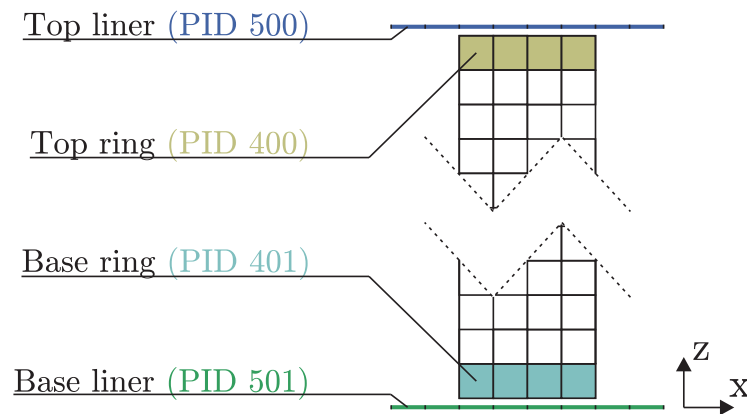 Top liner (PID 500)
Top ring (PID 400)
Base ring (PID 401)
Base liner (PID 501)
z
x